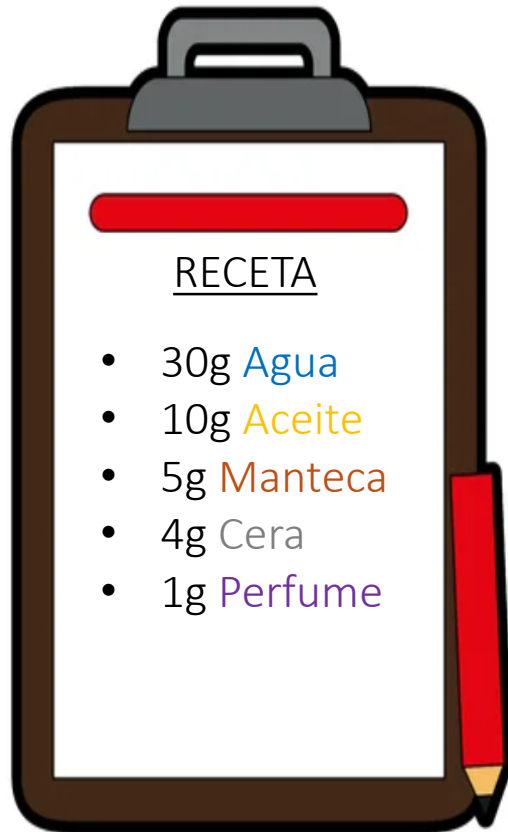 RECETA
• 30g Agua
• 10g Aceite
• 5g Manteca
• 4g Cera
• 1g Perfume